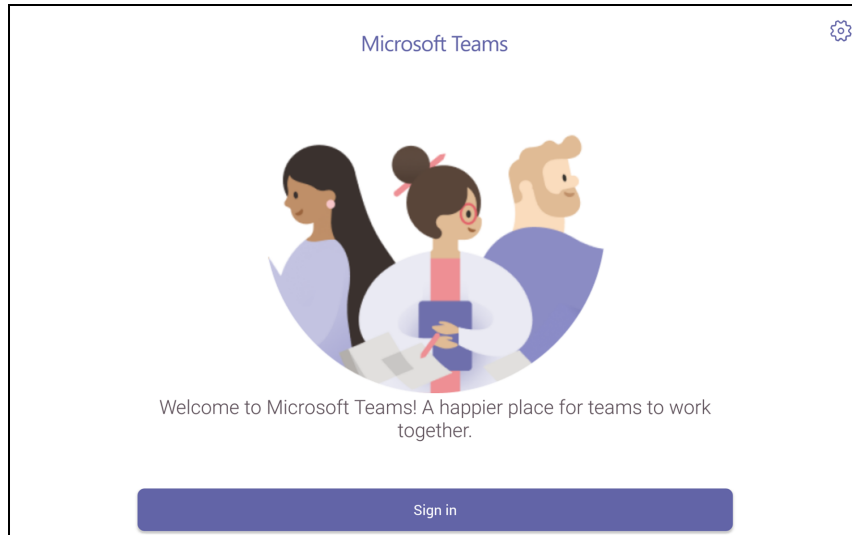 Microsoft Teams
Welcome to Microsoft Teams! A happier place for teams to work
together.
Sign in